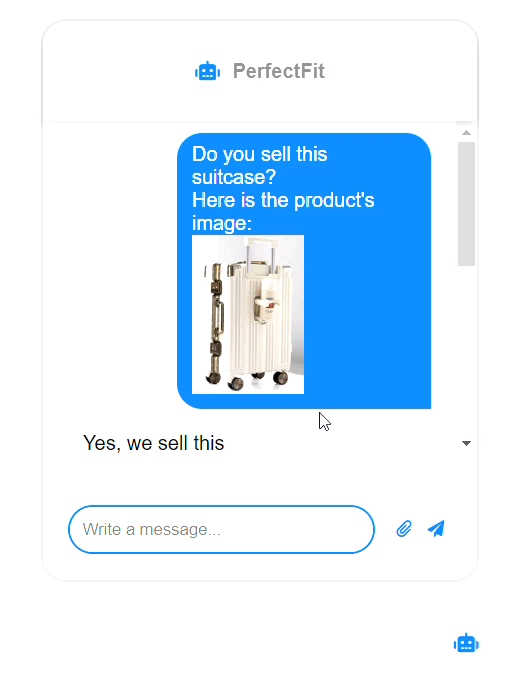 PerfectFit
Do you sell this
suitcase?
Here is the product's
image:
Yes, we sell this
Write a message...